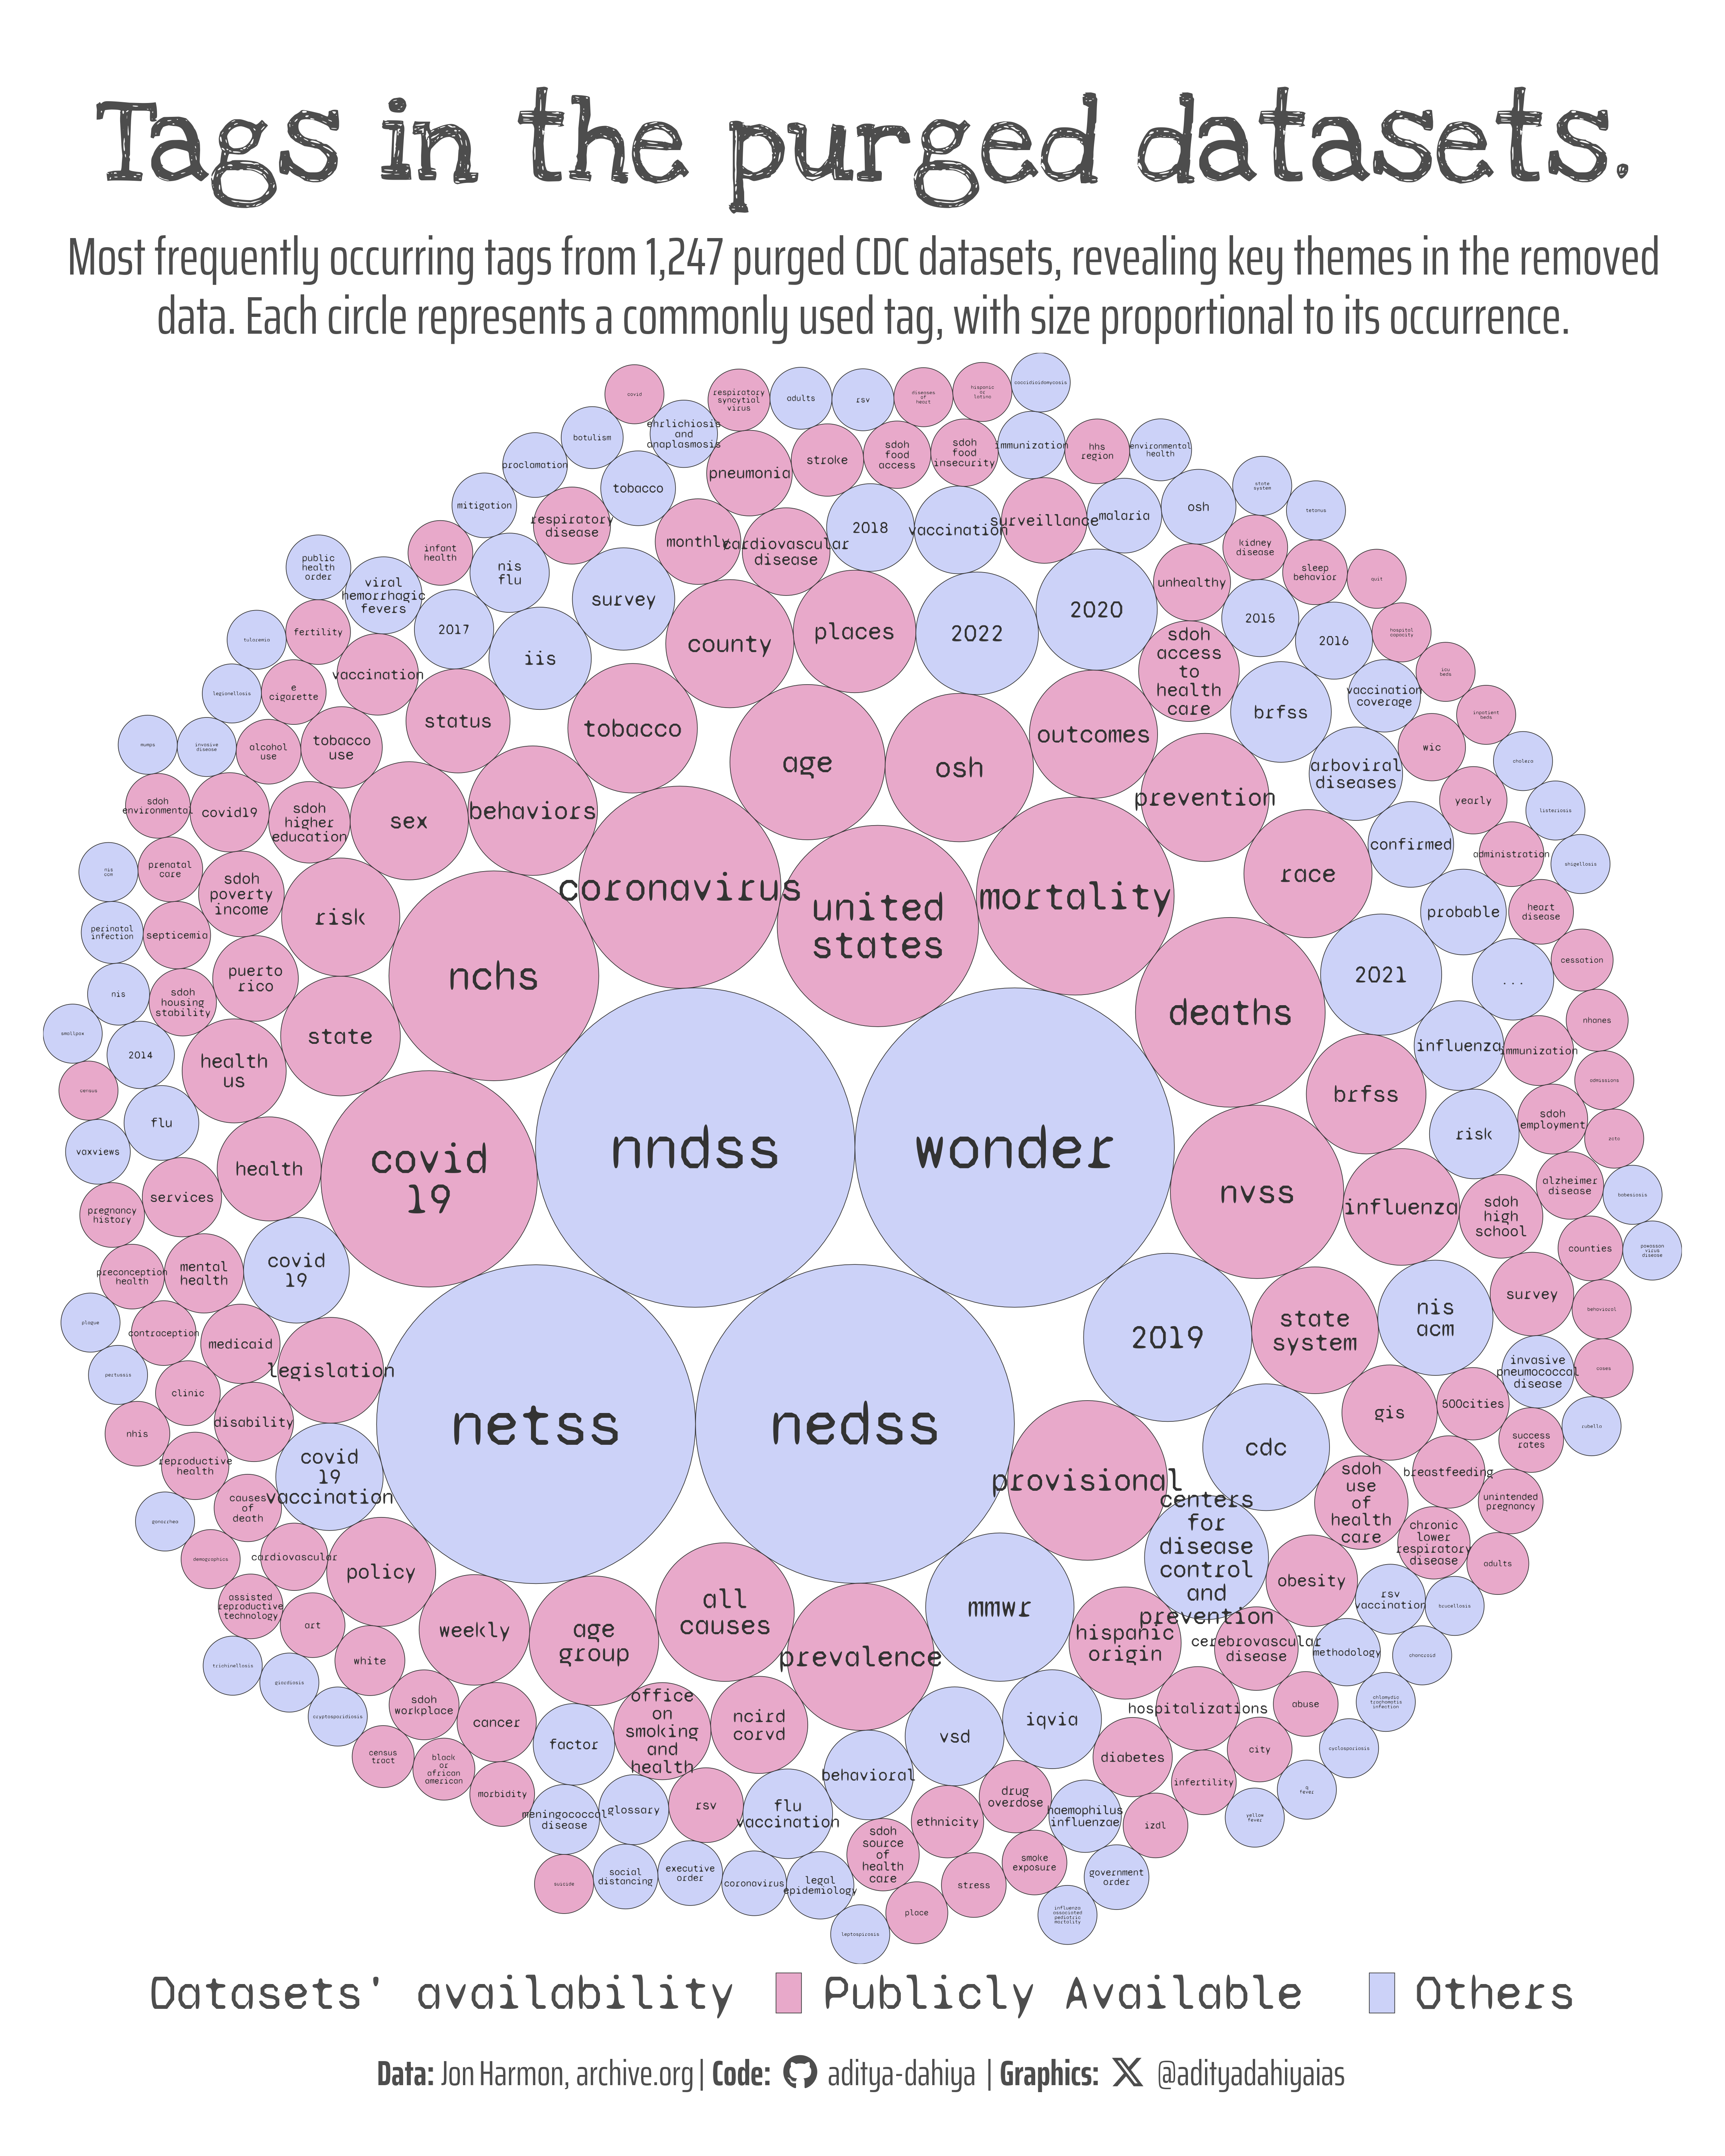 Tags in the purged datasets.
Most frequently occurring tags from 1,247 purged CDC datasets, revealing key themes in the removed
data. Each circle represents a commonly used tag, with size proportional to its occurrence.
coccidioidomycosis
covid
respiratory
syncytial
virus
adults
rsv
diseases
of
heart
hispanic
or
latino
botulism
ehrlichiosis
and
anaplasmosis
immunization
hhs
region
environmental
health
proclamation
pneumonia
stroke
sdoh
food
access
sdoh
food
insecurity
mitigation
tobacco
state
system
tetanus
respiratory
disease
monthly
cardiovascular
disease
2018
vaccination
surveillance
malaria
osh
infant
health
kidney
disease
public
health
order
viral
hemorrhagic
fevers
nis
flu
survey
unhealthy
sleep
behavior
quit
tularemia
fertility
2017
iis
county
places
2022
2020
2015
2016
hospital
capacity
legionellosis
e
cigarette
vaccination
status
tobacco
sdoh
access
to
health
care
brfss
vaccination
coverage
icu
beds
inpatient
beds
mumps
invasive
disease
alcohol
use
tobacco
use
age
osh
outcomes
arboviral
diseases
wic
cholera
sdoh
environmental
covid19
sdoh
higher
education
sex
behaviors
prevention
yearly
listeriosis
nis
ccm
prenatal
care
sdoh
poverty
income
risk
coronavirus
united
states
mortality
race
confirmed
administration
shigellosis
perinatal
infection
septicemia
probable
heart
disease
nis
sdoh
housing
stability
puerto
rico
nchs
deaths
2021
...
cessation
smallpox
2014
health
us
state
influenza
immunization
nhanes
census
flu
brfss
admissions
vaxviews
health
covid
19
nndss
wonder
nvss
influenza
risk
sdoh
employment
pregnancy
history
services
sdoh
high
school
alzheimer
disease
babesiosis
preconception
health
mental
health
covid
19
counties
powassan
virus
disease
plague
contraception
medicaid
2019
state
system
nis
acm
survey
behavioral
pertussis
clinic
legislation
invasive
pneumococcal
disease
cases
nhis
disability
netss
nedss
cdc
gis
500cities
success
rates
rubella
reproductive
health
covid
19
vaccination
provisional
sdoh
use
of
health
care
breastfeeding
unintended
pregnancy
gonorrhea
causes
of
death
centers
for
disease
control
and
prevention
chronic
lower
respiratory
disease
demographics
cardiovascular
policy
obesity
adults
assisted
reproductive
technology
art
weekly
age
group
all
causes
mmwr
rsv
vaccination
brucellosis
trichinellosis
giardiasis
white
prevalence
hispanic
origin
cerebrovascular
disease
methodology
chancroid
cryptosporidiosis
sdoh
workplace
cancer
office
on
smoking
and
health
ncird
corvd
vsd
iqvia
hospitalizations
abuse
chlamydia
trachomatis
infection
census
tract
black
or
african
american
factor
behavioral
diabetes
city
cyclosporiasis
morbidity
meningococcal
disease
glossary
rsv
flu
vaccination
ethnicity
drug
overdose
haemophilus
influenzae
infertility
q
fever
izdl
yellow
fever
suicide
social
distancing
executive
order
coronavirus
legal
epidemiology
sdoh
source
of
health
care
stress
smoke
exposure
government
order
leptospirosis
place
influenza
associated
pediatric
mortality
Datasets' availability Publicly Available Others
Data: Jon Harmon, archive.org | Code: aditya-dahiya | Graphics: @adityadahiyaias